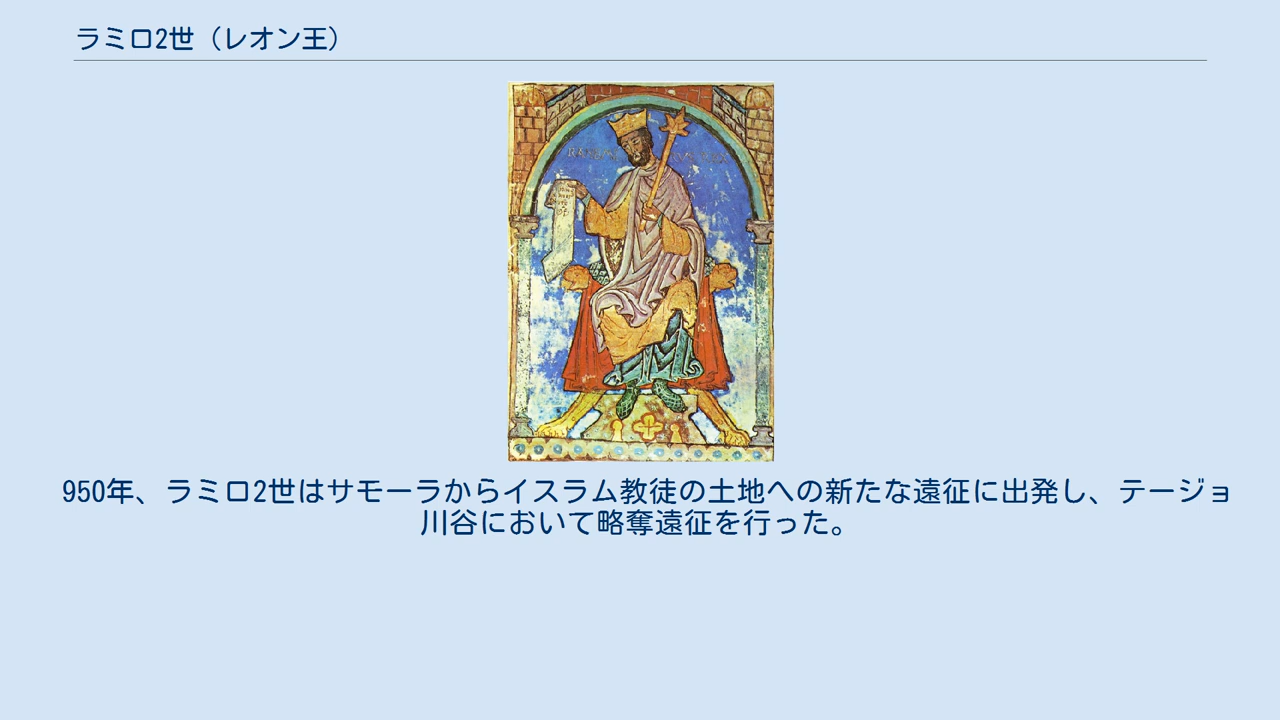 ラミロ2世（レオン王）
950年、ラミロ2世はサモーラからイスラム教徒の土地への新たな遠征に出発し、テージョ
川谷において略奪遠征を行った。